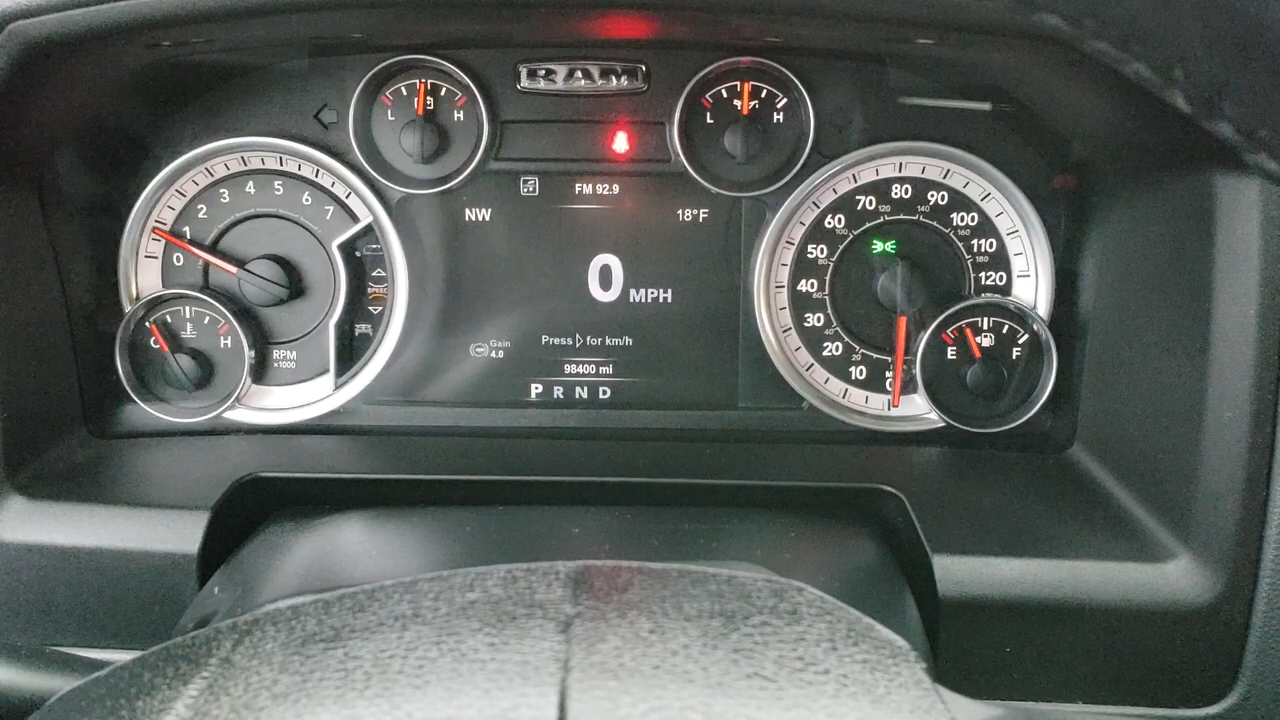 RAM
L H
L H
FM 92.9
NW 18°F
0 MPH
Press for km/h
Gain
4.0
98400 mi
P R N D
0 1 2 3 4 5 6 7
RPM
×1000
SPEED
C H
0 10 20 30 40 50 60 70 80 90 100 110 120
20 40 60 80 100 120 140 160 180
E F